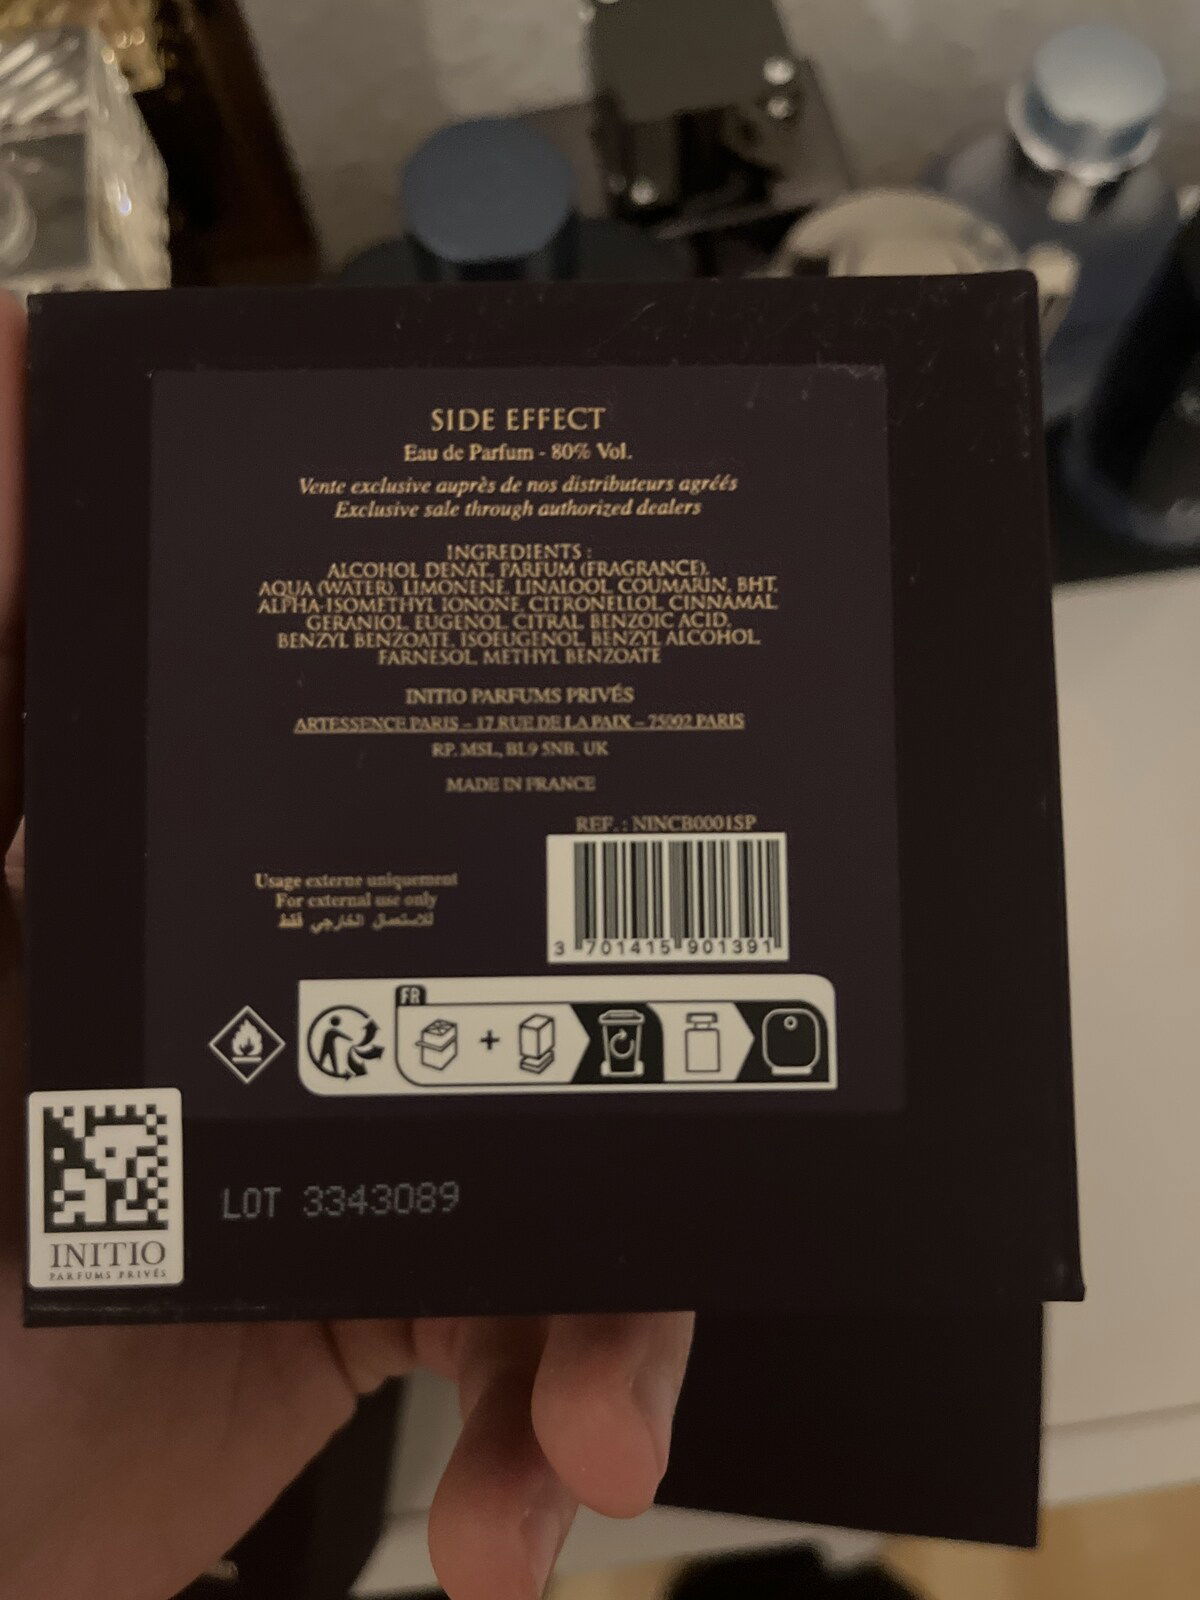 SIDE EFFECT
Eau de Parfum - 80% Vol.
Vente exclusive auprès de nos distributeurs agréés
Exclusive sale through authorized dealers
INGREDIENTS :
ALCOHOL DENAT., PARFUM (FRAGRANCE),
AQUA (WATER), LIMONENE, LINALOOL, COUMARIN, BHT,
ALPHA-ISOMETHYL IONONE, CITRONELLOL, CINNAMAL,
GERANIOL, EUGENOL, CITRAL, BENZOIC ACID,
BENZYL BENZOATE, ISOEUGENOL, BENZYL ALCOHOL,
FARNESOL, METHYL BENZOATE
INITIO PARFUMS PRIVÉS
ARTESSENCE PARIS – 17 RUE DE LA PAIX – 75002 PARIS
RP. MSL, BL9 5NB. UK
MADE IN FRANCE
REF. : NINCB0001SP
3 701415 901391
Usage externe uniquement
For external use only
للاستعمال الخارجي فقط
FR
LOT 3343089
INITIO
PARFUMS PRIVÉS